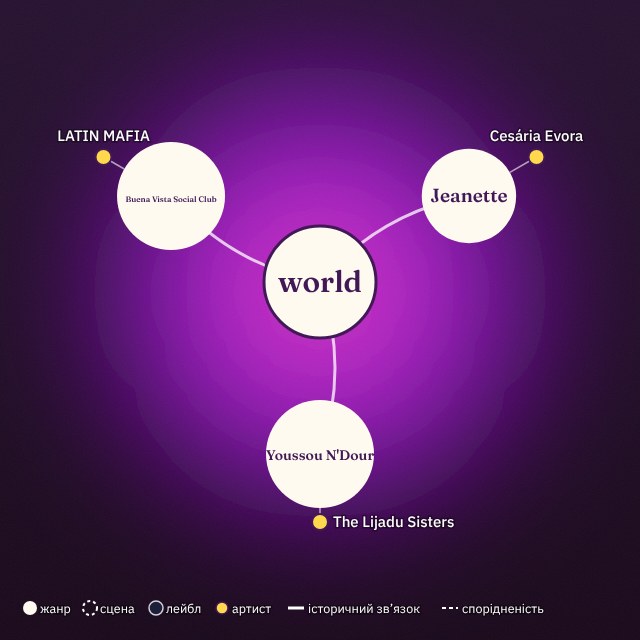 LATIN MAFIA
Cesária Evora
Buena Vista Social Club
Jeanette
world
Youssou N'Dour
The Lijadu Sisters
жанр сцена лейбл артист історичний зв’язок спорідненість